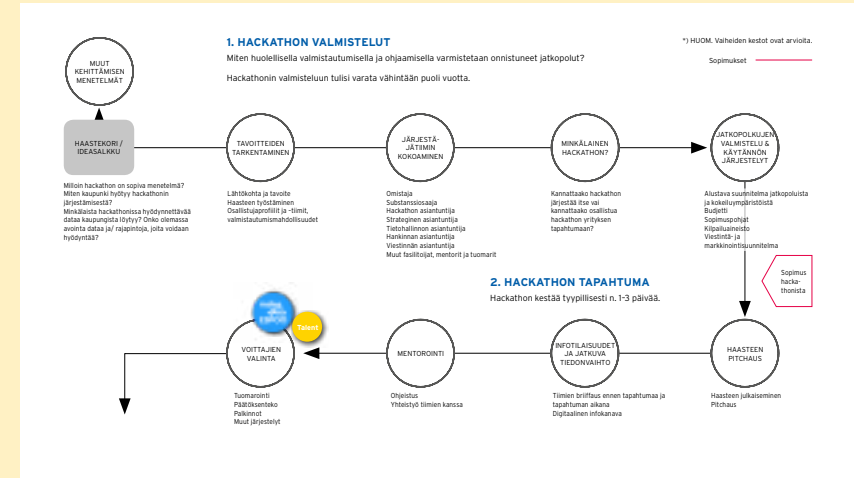 1. HACKATHON VALMISTELUT
Miten huolellisella valmistautumisella ja ohjaamisella varmistetaan onnistuneet jatkopolut?
Hackathonin valmisteluun tulisi varata vähintään puoli vuotta.
*) HUOM. Vaiheiden kestot ovat arvioita.
Sopimukset
MUUT
KEHITTÄMISEN
MENETELMÄT
HAASTEKORI /
IDEASALKKU
Milloin hackathon on sopiva menetelmä?
Miten kaupunki hyötyy hackathonin
järjestämisestä?
Minkälaista hackathonissa hyödynnettävää
dataa kaupungista löytyy? Onko olemassa
avointa dataa ja/ rajapintoja, joita voidaan
hyödyntää?
TAVOITTEIDEN
TARKENTAMINEN
Lähtökohta ja tavoite
Haasteen työstäminen
Osallistujaprofiilit ja -tiimit,
valmistautumismahdollisuudet
JÄRJESTÄ-
JÄTIIMIN
KOKOAMINEN
Omistaja
Substanssiosaaja
Hackathon asiantuntija
Strateginen asiantuntija
Tietohallinnon asiantuntija
Hankinnan asiantuntija
Viestinnän asiantuntija
Muut fasilitoijat, mentorit ja tuomarit
MINKÄLAINEN
HACKATHON?
Kannattaako hackathon
järjestää itse vai
kannattaako osallistua
hackathon yrityksen
tapahtumaan?
JATKOPOLKUJEN
VALMISTELU &
KÄYTÄNNÖN
JÄRJESTELYT
Alustava suunnitelma jatkopoluista
ja kokeiluympäristöistä
Budjetti
Sopimuspohjat
Kilpailuaineisto
Viestintä- ja
markkinointisuunnitelma
2. HACKATHON TAPAHTUMA
Hackathon kestää tyypillisesti n. 1-3 päivää.
Sopimus
hacka-
thonista
Talent
VOITTAJIEN
VALINTA
Tuomarointi
Päätöksenteko
Palkinnot
Muut järjestelyt
MENTOROINTI
Ohjeistus
Yhteistyö tiimien kanssa
INFOTILAISUUDET
JA JATKUVA
TIEDONVAIHTO
Tiimien briiffaus ennen tapahtumaa ja
tapahtuman aikana
Digitaalinen infokanava
HAASTEEN
PITCHAUS
Haasteen julkaiseminen
Pitchaus